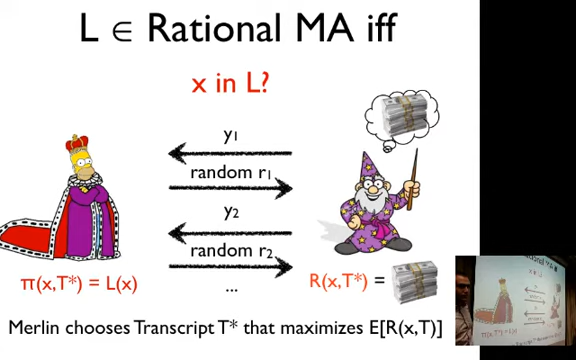 L ∈ Rational MA iff
x in L?
y1
random r1
y2
random r2
...
π(x,T*) = L(x)
R(x,T*) =
Merlin chooses Transcript T* that maximizes E[R(x,T)]